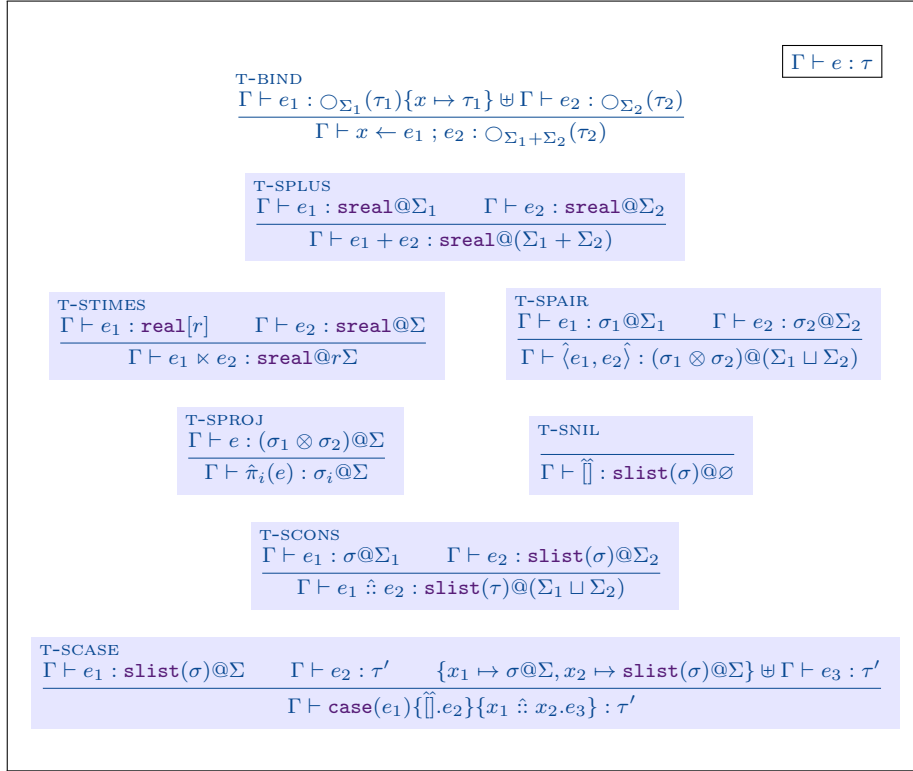 Γ ⊢ e : τ
T-BIND
Γ ⊢ e₁ : ○_Σ₁(τ₁){x ↦ τ₁} ⊎ Γ ⊢ e₂ : ○_Σ₂(τ₂)
Γ ⊢ x ← e₁ ; e₂ : ○_Σ₁+Σ₂(τ₂)
T-SPLUS
Γ ⊢ e₁ : sreal@Σ₁ Γ ⊢ e₂ : sreal@Σ₂
Γ ⊢ e₁ + e₂ : sreal@(Σ₁ + Σ₂)
T-STIMES
Γ ⊢ e₁ : real[r] Γ ⊢ e₂ : sreal@Σ
Γ ⊢ e₁ ⋉ e₂ : sreal@rΣ
T-SPAIR
Γ ⊢ e₁ : σ₁@Σ₁ Γ ⊢ e₂ : σ₂@Σ₂
Γ ⊢ ⟨̂e₁, e₂⟩̂ : (σ₁ ⊗ σ₂)@(Σ₁ ⊔ Σ₂)
T-SPROJ
Γ ⊢ e : (σ₁ ⊗ σ₂)@Σ
Γ ⊢ π̂ᵢ(e) : σᵢ@Σ
T-SNIL
Γ ⊢ [̂]̂ : slist(σ)@∅
T-SCONS
Γ ⊢ e₁ : σ@Σ₁ Γ ⊢ e₂ : slist(σ)@Σ₂
Γ ⊢ e₁ ::̂ e₂ : slist(τ)@(Σ₁ ⊔ Σ₂)
T-SCASE
Γ ⊢ e₁ : slist(σ)@Σ Γ ⊢ e₂ : τ′ {x₁ ↦ σ@Σ, x₂ ↦ slist(σ)@Σ} ⊎ Γ ⊢ e₃ : τ′
Γ ⊢ case(e₁){[̂]̂.e₂}{x₁ ::̂ x₂.e₃} : τ′